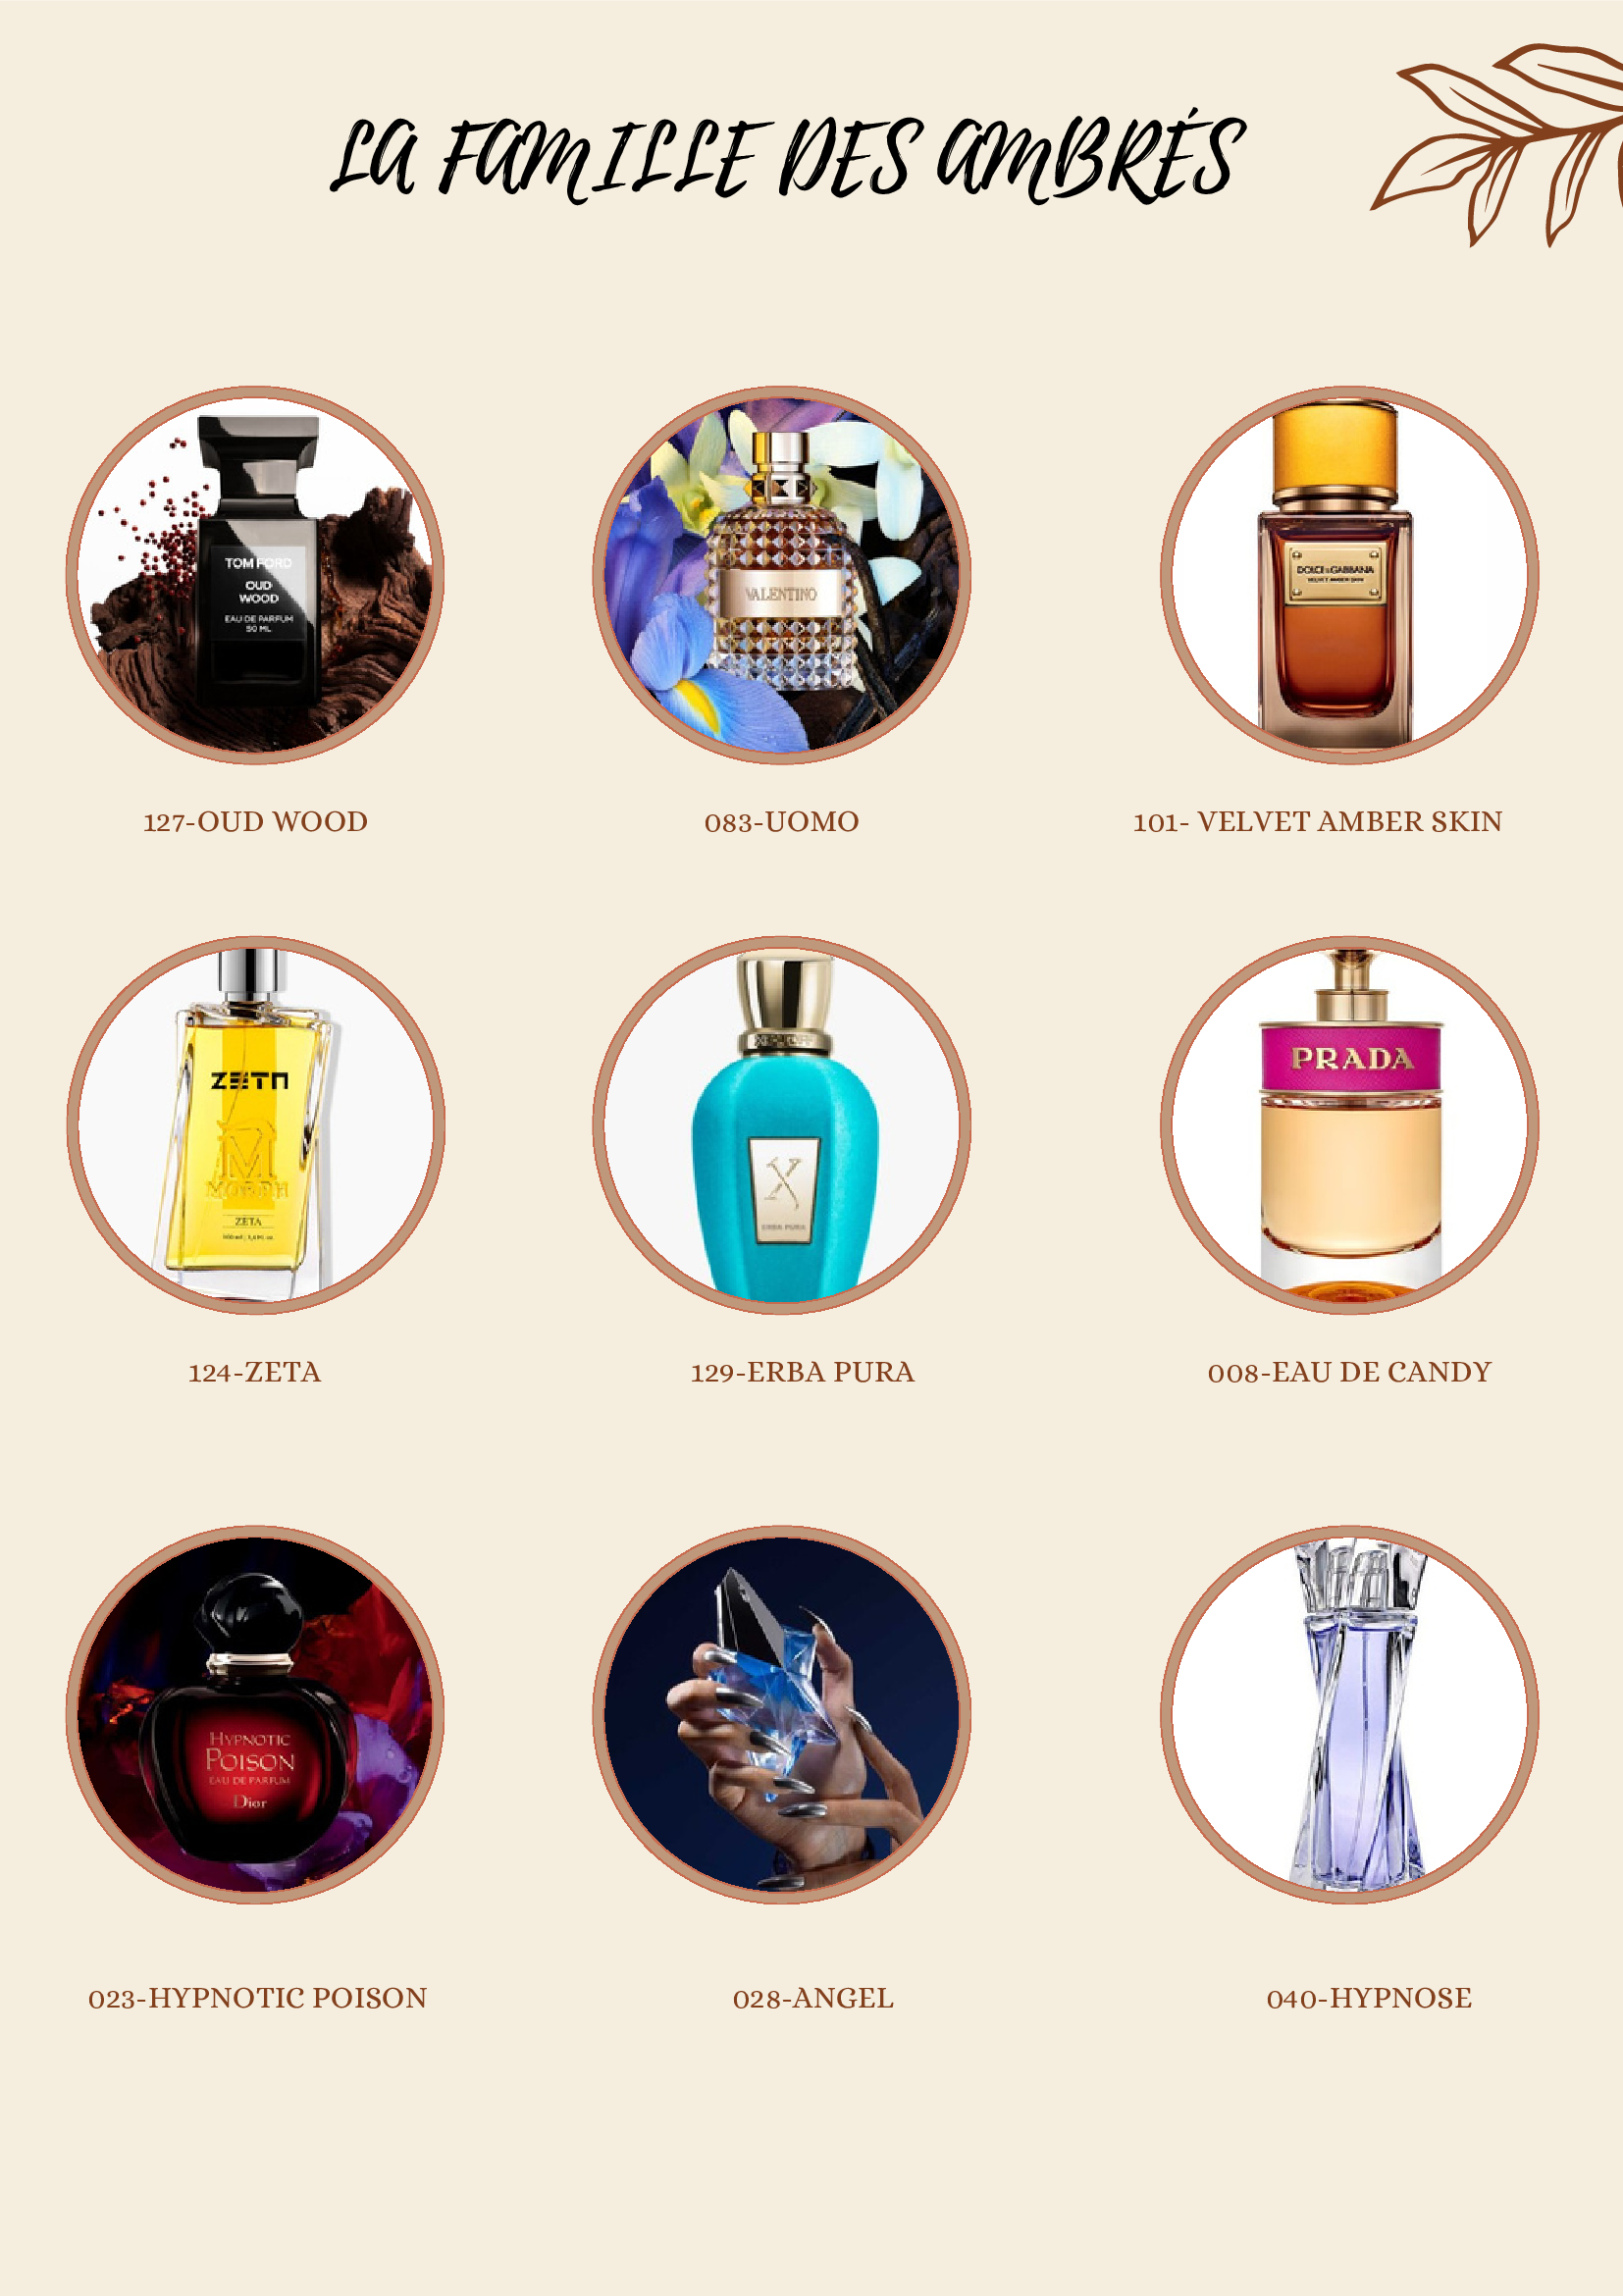 LA FAMILLE DES AMBRÉS
TOM FORD
OUD
WOOD
EAU DE PARFUM
50 ML
VALENTINO
DOLCE & GABBANA
VELVET AMBER SKIN
127-OUD WOOD
083-UOMO
101- VELVET AMBER SKIN
ZETA
M
MORPH
ZETA
X
ERBA PURA
PRADA
124-ZETA
129-ERBA PURA
008-EAU DE CANDY
HYPNOTIC
POISON
EAU DE PARFUM
Dior
023-HYPNOTIC POISON
028-ANGEL
040-HYPNOSE